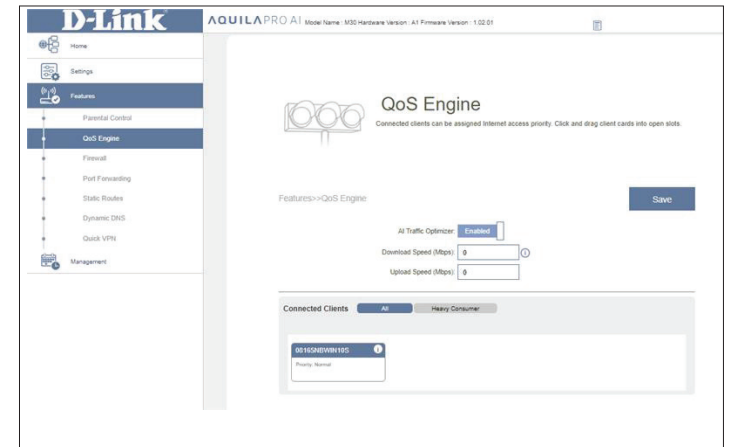 D-Link
AQUILA PRO AI Model Name : M30 Hardware Version : A1 Firmware Version : 1.02.01
Home
Settings
Features
Parental Control
QoS Engine
Firewall
Port Forwarding
Static Routes
Dynamic DNS
Quick VPN
Management
QoS Engine
Connected clients can be assigned Internet access priority. Click and drag client cards into open slots.
Features>>QoS Engine
Save
AI Traffic Optimizer: Enabled
Download Speed (Mbps): 0
Upload Speed (Mbps): 0
Connected Clients All Heavy Consumer
08165NBWIN10S
Priority: Normal